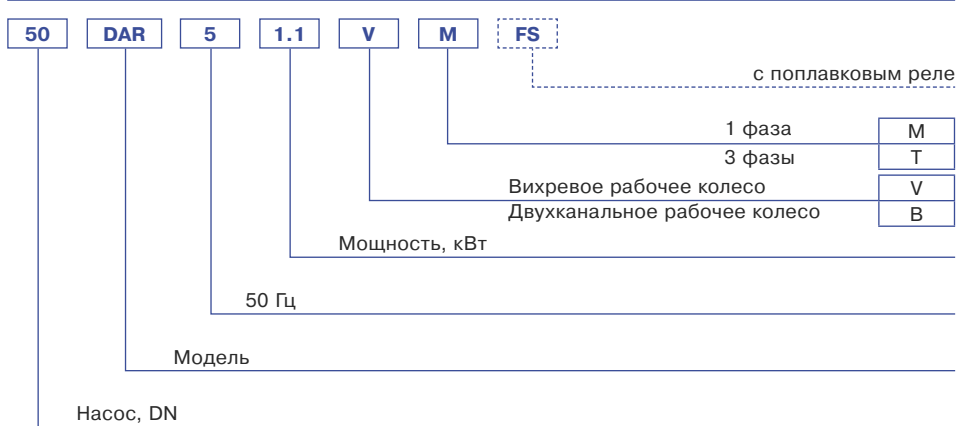 50 DAR 5 1.1 V M FS
с поплавковым реле
1 фаза M
3 фазы T
Вихревое рабочее колесо V
Двухканальное рабочее колесо B
Мощность, кВт
50 Гц
Модель
Насос, DN